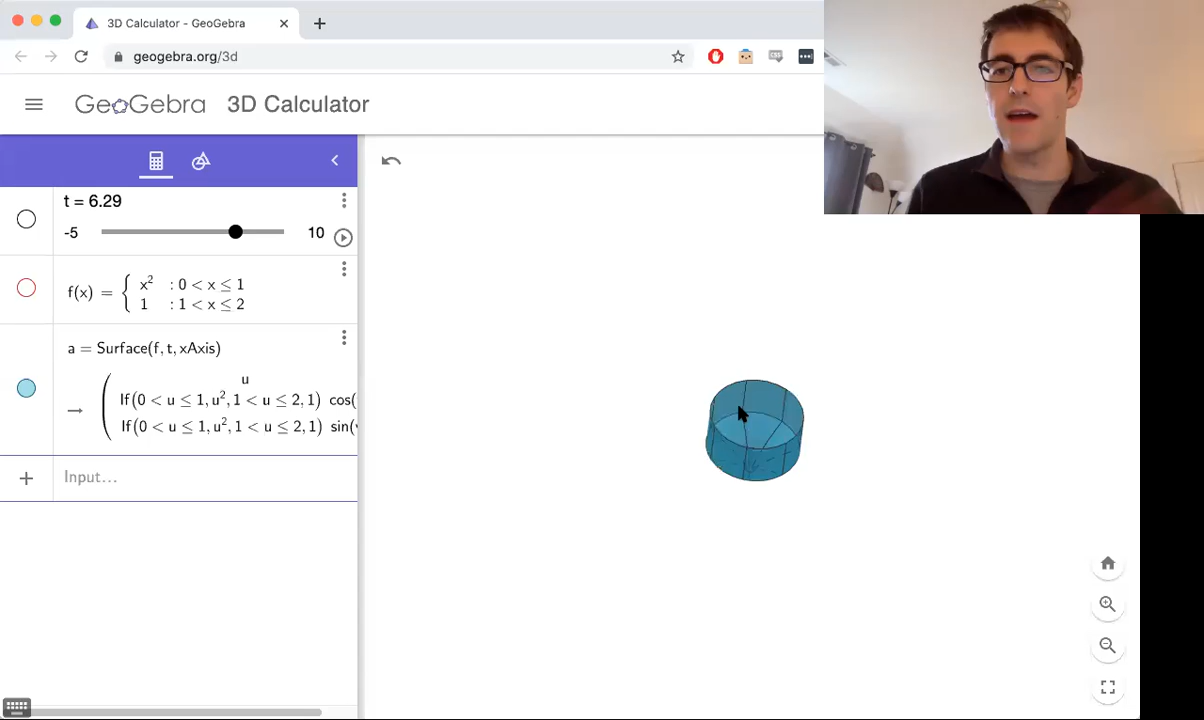 3D Calculator - GeoGebra
geogebra.org/3d
CSS
GeoGebra 3D Calculator
t = 6.29
-5 10
f(x) = { x² : 0 < x ≤ 1
1 : 1 < x ≤ 2
a = Surface(f, t, xAxis)
u
→ ( If(0 < u ≤ 1, u², 1 < u ≤ 2, 1) cos(
If(0 < u ≤ 1, u², 1 < u ≤ 2, 1) sin(
+ Input...